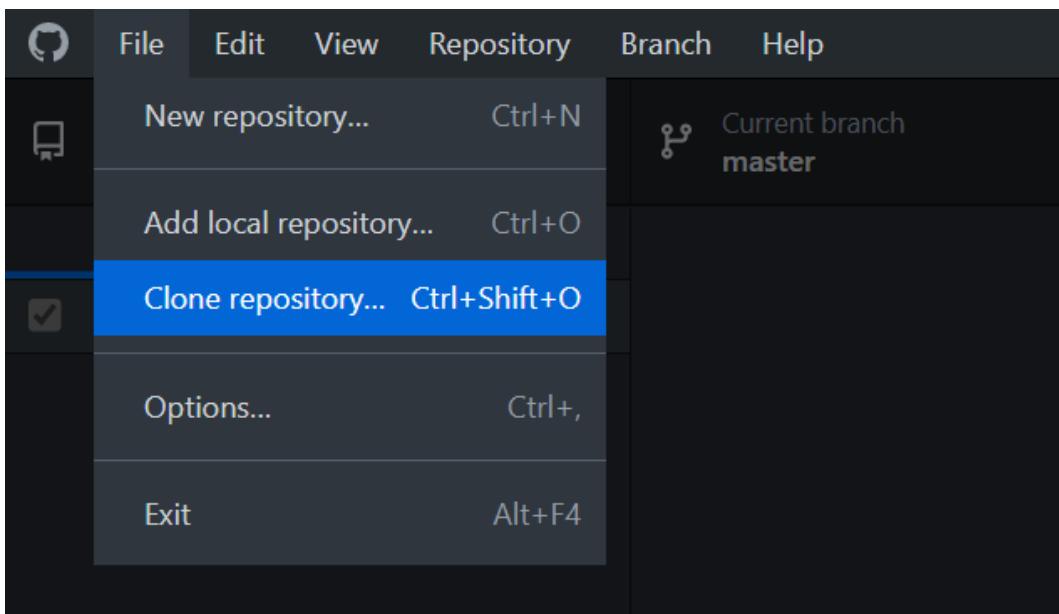 File Edit View Repository Branch Help
New repository... Ctrl+N
Current branch
master
Add local repository... Ctrl+O
Clone repository... Ctrl+Shift+O
Options... Ctrl+,
Exit Alt+F4